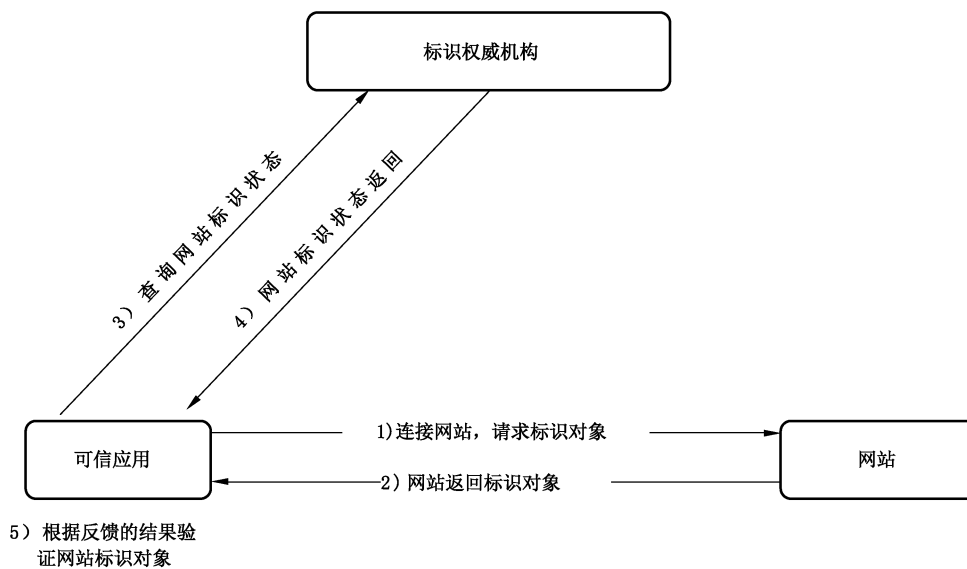 标识权威机构
3）查询网站标识状态
4）网站标识状态返回
可信应用
1)连接网站，请求标识对象
2)网站返回标识对象
网站
5）根据反馈的结果验
证网站标识对象